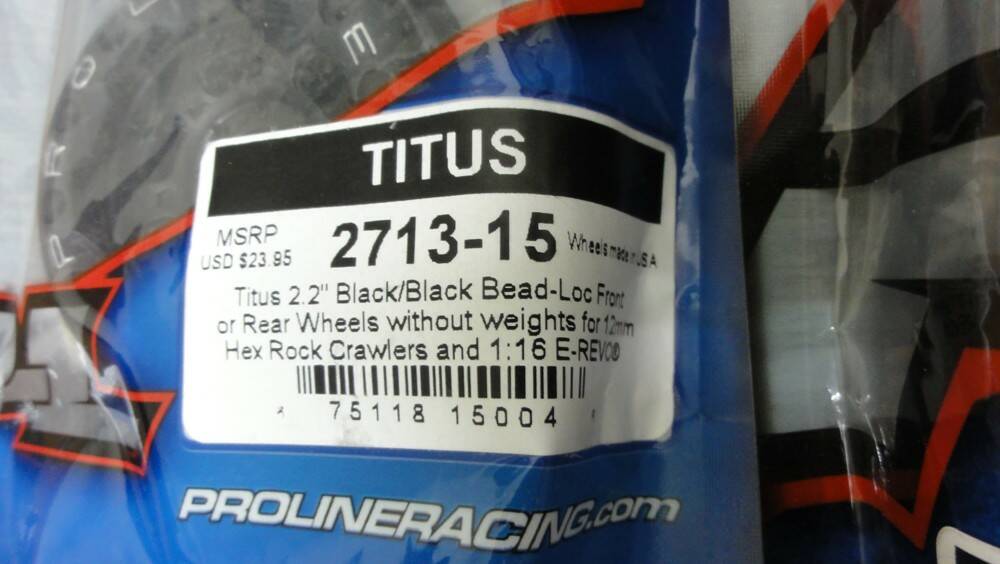 PRO L E
TITUS
MSRP
USD $23.95
2713-15
Wheels made in USA
Titus 2.2" Black/Black Bead-Loc Front
or Rear Wheels without weights for 12mm
Hex Rock Crawlers and 1:16 E-REVO®
75118 15004
PROLINERACING.com